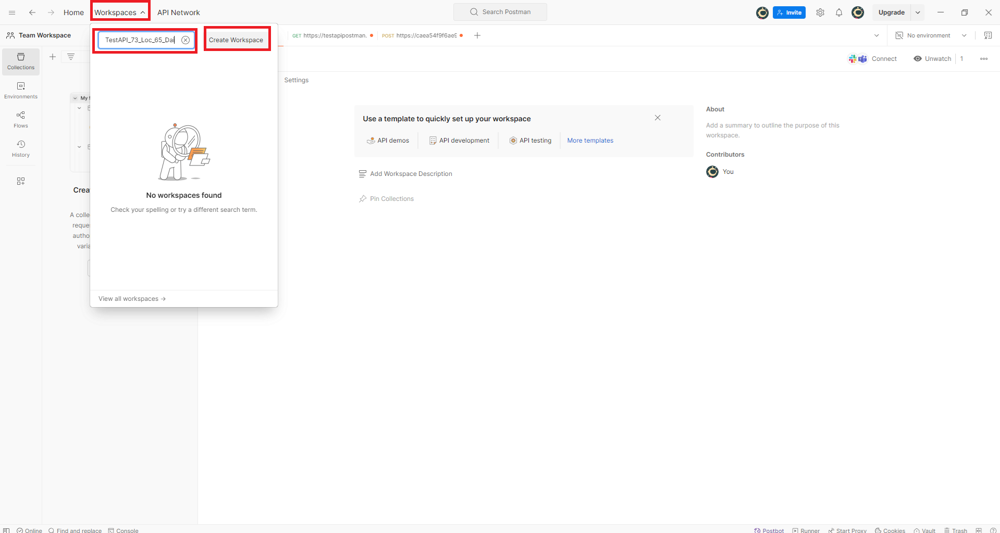 Home Workspaces API Network Search Postman Invite Upgrade
Team Workspace
TestAPI_73_Loc_65_Dai Create Workspace
GET https://testapipostman. POST https://caea54f9f6ae9 No environment
Collections
Environments
Flows
History
My f
No workspaces found
Check your spelling or try a different search term.
View all workspaces →
Crea
A colle
reques
autho
varia
Connect Unwatch 1
Settings
Use a template to quickly set up your workspace
API demos API development API testing More templates
Add Workspace Description
Pin Collections
About
Add a summary to outline the purpose of this
workspace.
Contributors
You
Online Find and replace Console Postbot Runner Start Proxy Cookies Vault Trash